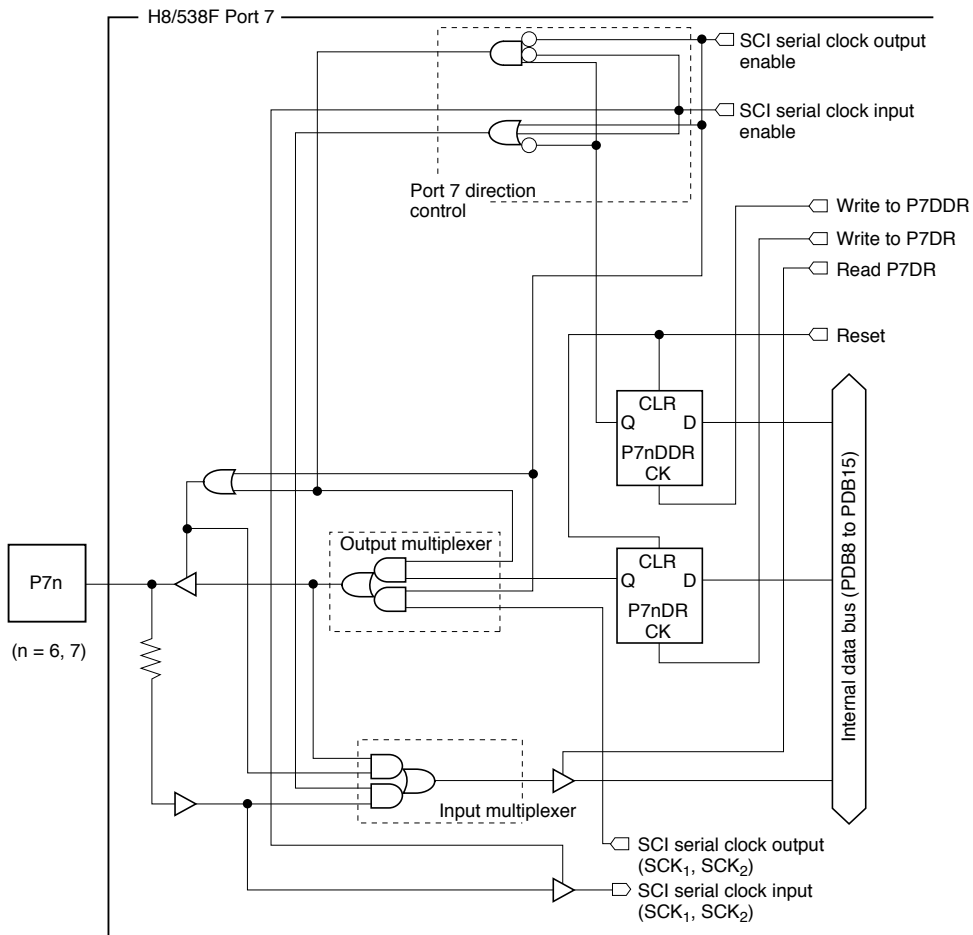 H8/538F Port 7
SCI serial clock output
enable
SCI serial clock input
enable
Port 7 direction
control
Write to P7DDR
Write to P7DR
Read P7DR
Reset
CLR
Q D
P7nDDR
CK
Output multiplexer
CLR
Q D
P7nDR
CK
P7n
(n = 6, 7)
Internal data bus (PDB8 to PDB15)
Input multiplexer
SCI serial clock output
(SCK1, SCK2)
SCI serial clock input
(SCK1, SCK2)